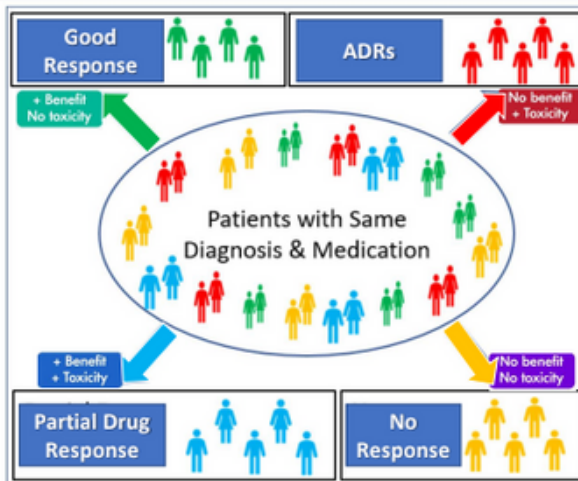 Good
Response
ADRs
+ Benefit
No toxicity
No benefit
+ Toxicity
Patients with Same
Diagnosis & Medication
+ Benefit
+ Toxicity
No benefit
No toxicity
Partial Drug
Response
No
Response